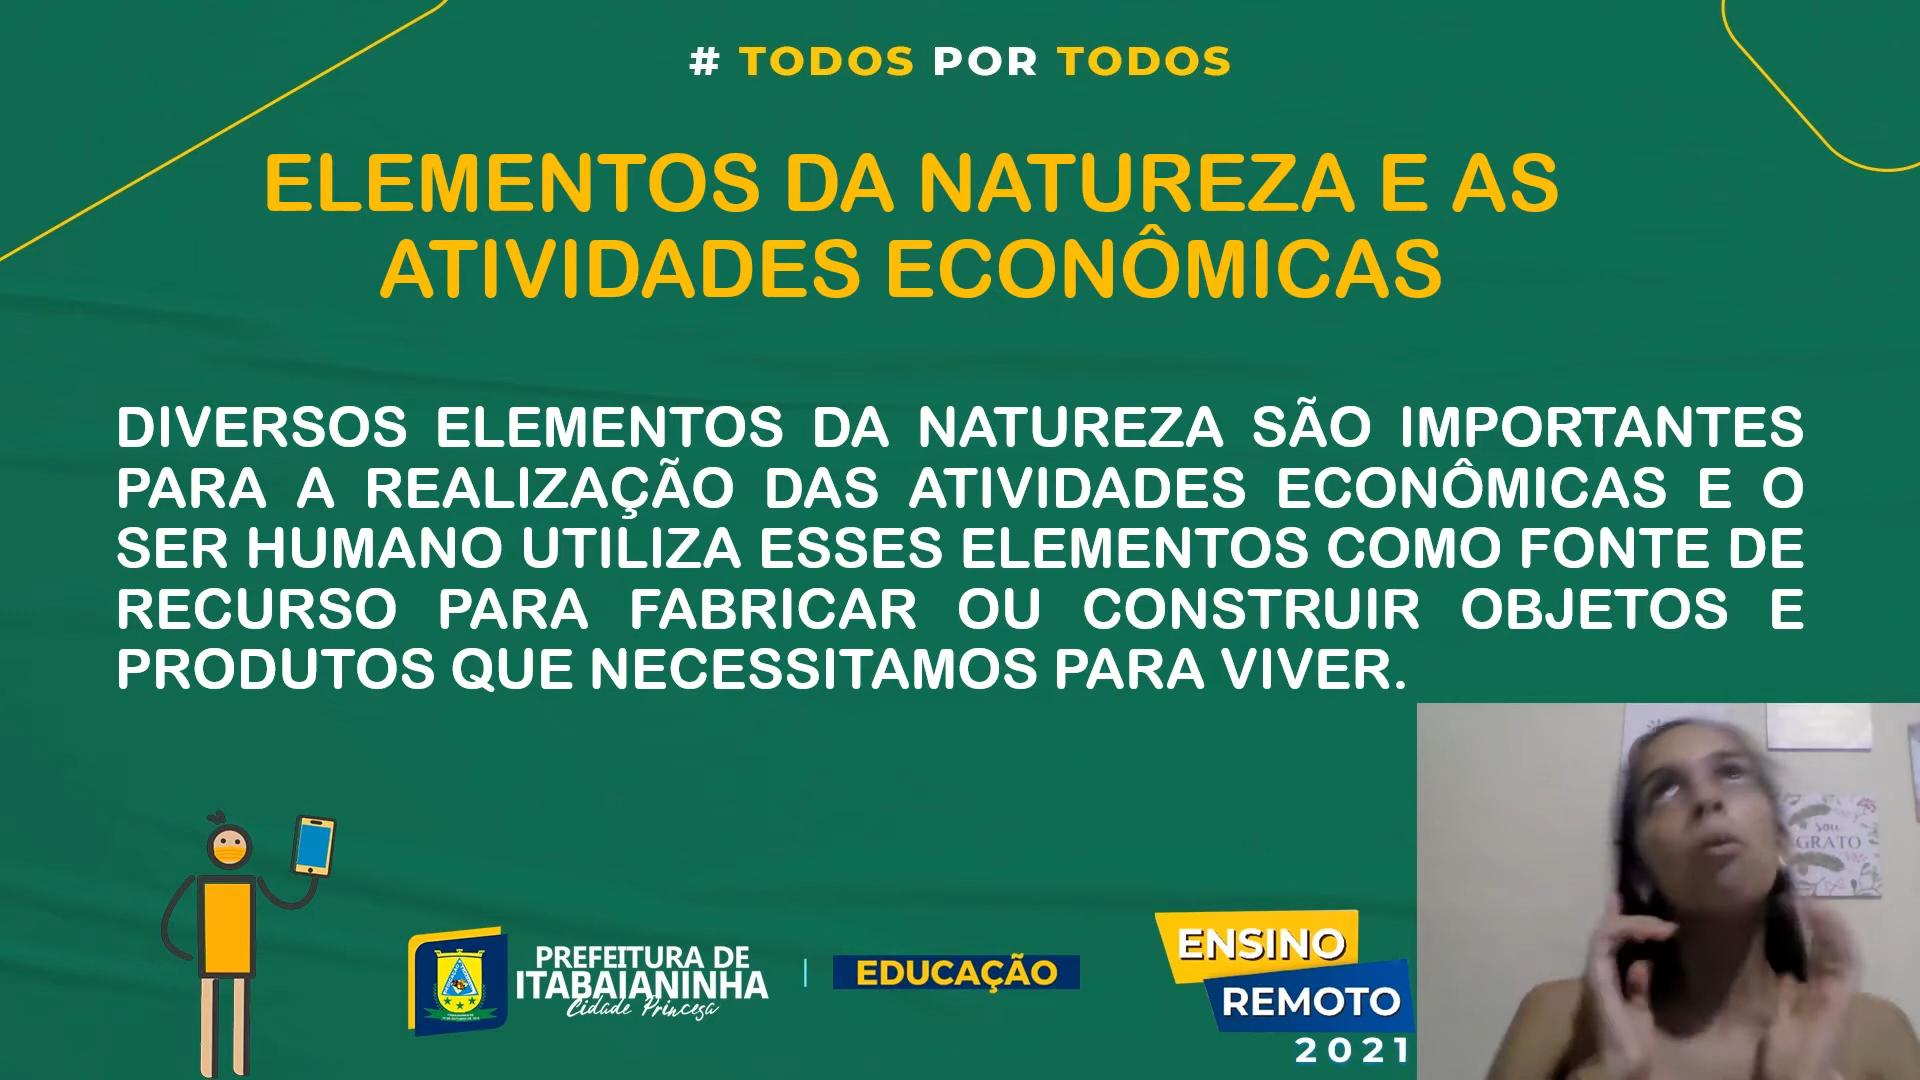 # TODOS POR TODOS
ELEMENTOS DA NATUREZA E AS
ATIVIDADES ECONÔMICAS
DIVERSOS ELEMENTOS DA NATUREZA SÃO IMPORTANTES
PARA A REALIZAÇÃO DAS ATIVIDADES ECONÔMICAS E O
SER HUMANO UTILIZA ESSES ELEMENTOS COMO FONTE DE
RECURSO PARA FABRICAR OU CONSTRUIR OBJETOS E
PRODUTOS QUE NECESSITAMOS PARA VIVER.
SOU
GRATO
PREFEITURA DE
ITABAIANINHA
Cidade Princesa
EDUCAÇÃO
ENSINO
REMOTO
2021